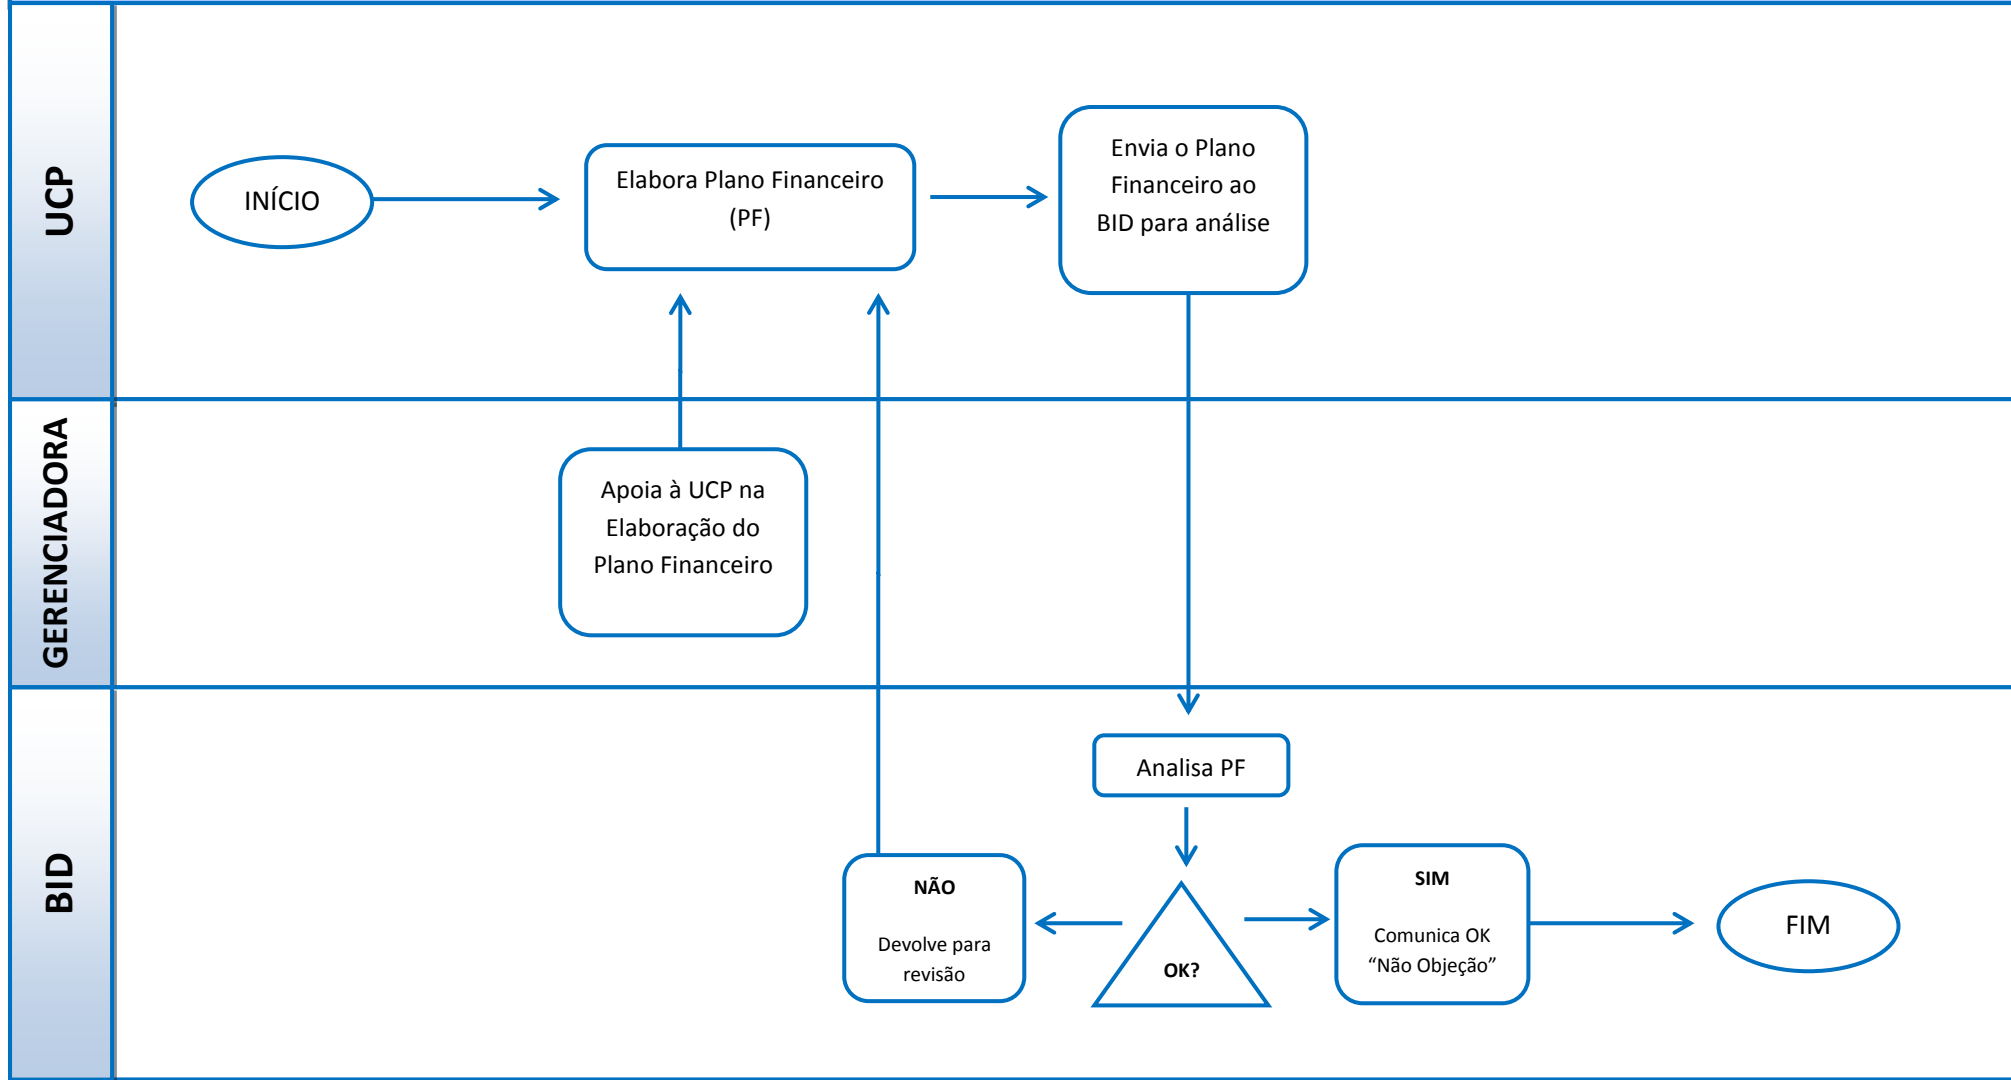 UCP
INÍCIO
Elabora Plano Financeiro
(PF)
Envia o Plano
Financeiro ao
BID para análise
GERENCIADORA
Apoia à UCP na
Elaboração do
Plano Financeiro
BID
Analisa PF
NÃO
Devolve para
revisão
OK?
SIM
Comunica OK
“Não Objeção”
FIM